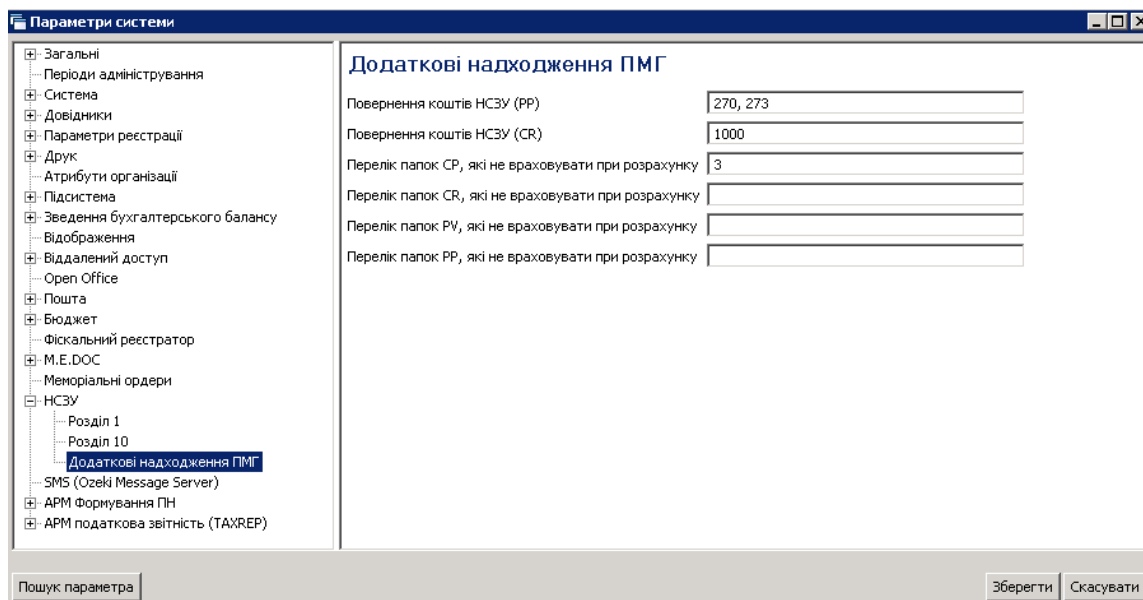 Параметри системи
Загальні
Періоди адміністрування
Система
Довідники
Параметри реєстрації
Друк
Атрибути організації
Підсистема
Зведення бухгалтерського балансу
Відображення
Віддалений доступ
Open Office
Пошта
Бюджет
Фіскальний реєстратор
M.E.DOC
Меморіальні ордери
НСЗУ
Розділ 1
Розділ 10
Додаткові надходження ПМГ
SMS (Ozeki Message Server)
АРМ Формування ПН
АРМ податкова звітність (TAXREP)
Додаткові надходження ПМГ
Повернення коштів НСЗУ (PP) 270, 273
Повернення коштів НСЗУ (CR) 1000
Перелік папок CP, які не враховувати при розрахунку 3
Перелік папок CR, які не враховувати при розрахунку
Перелік папок PV, які не враховувати при розрахунку
Перелік папок PP, які не враховувати при розрахунку
Пошук параметра
Зберегти
Скасувати